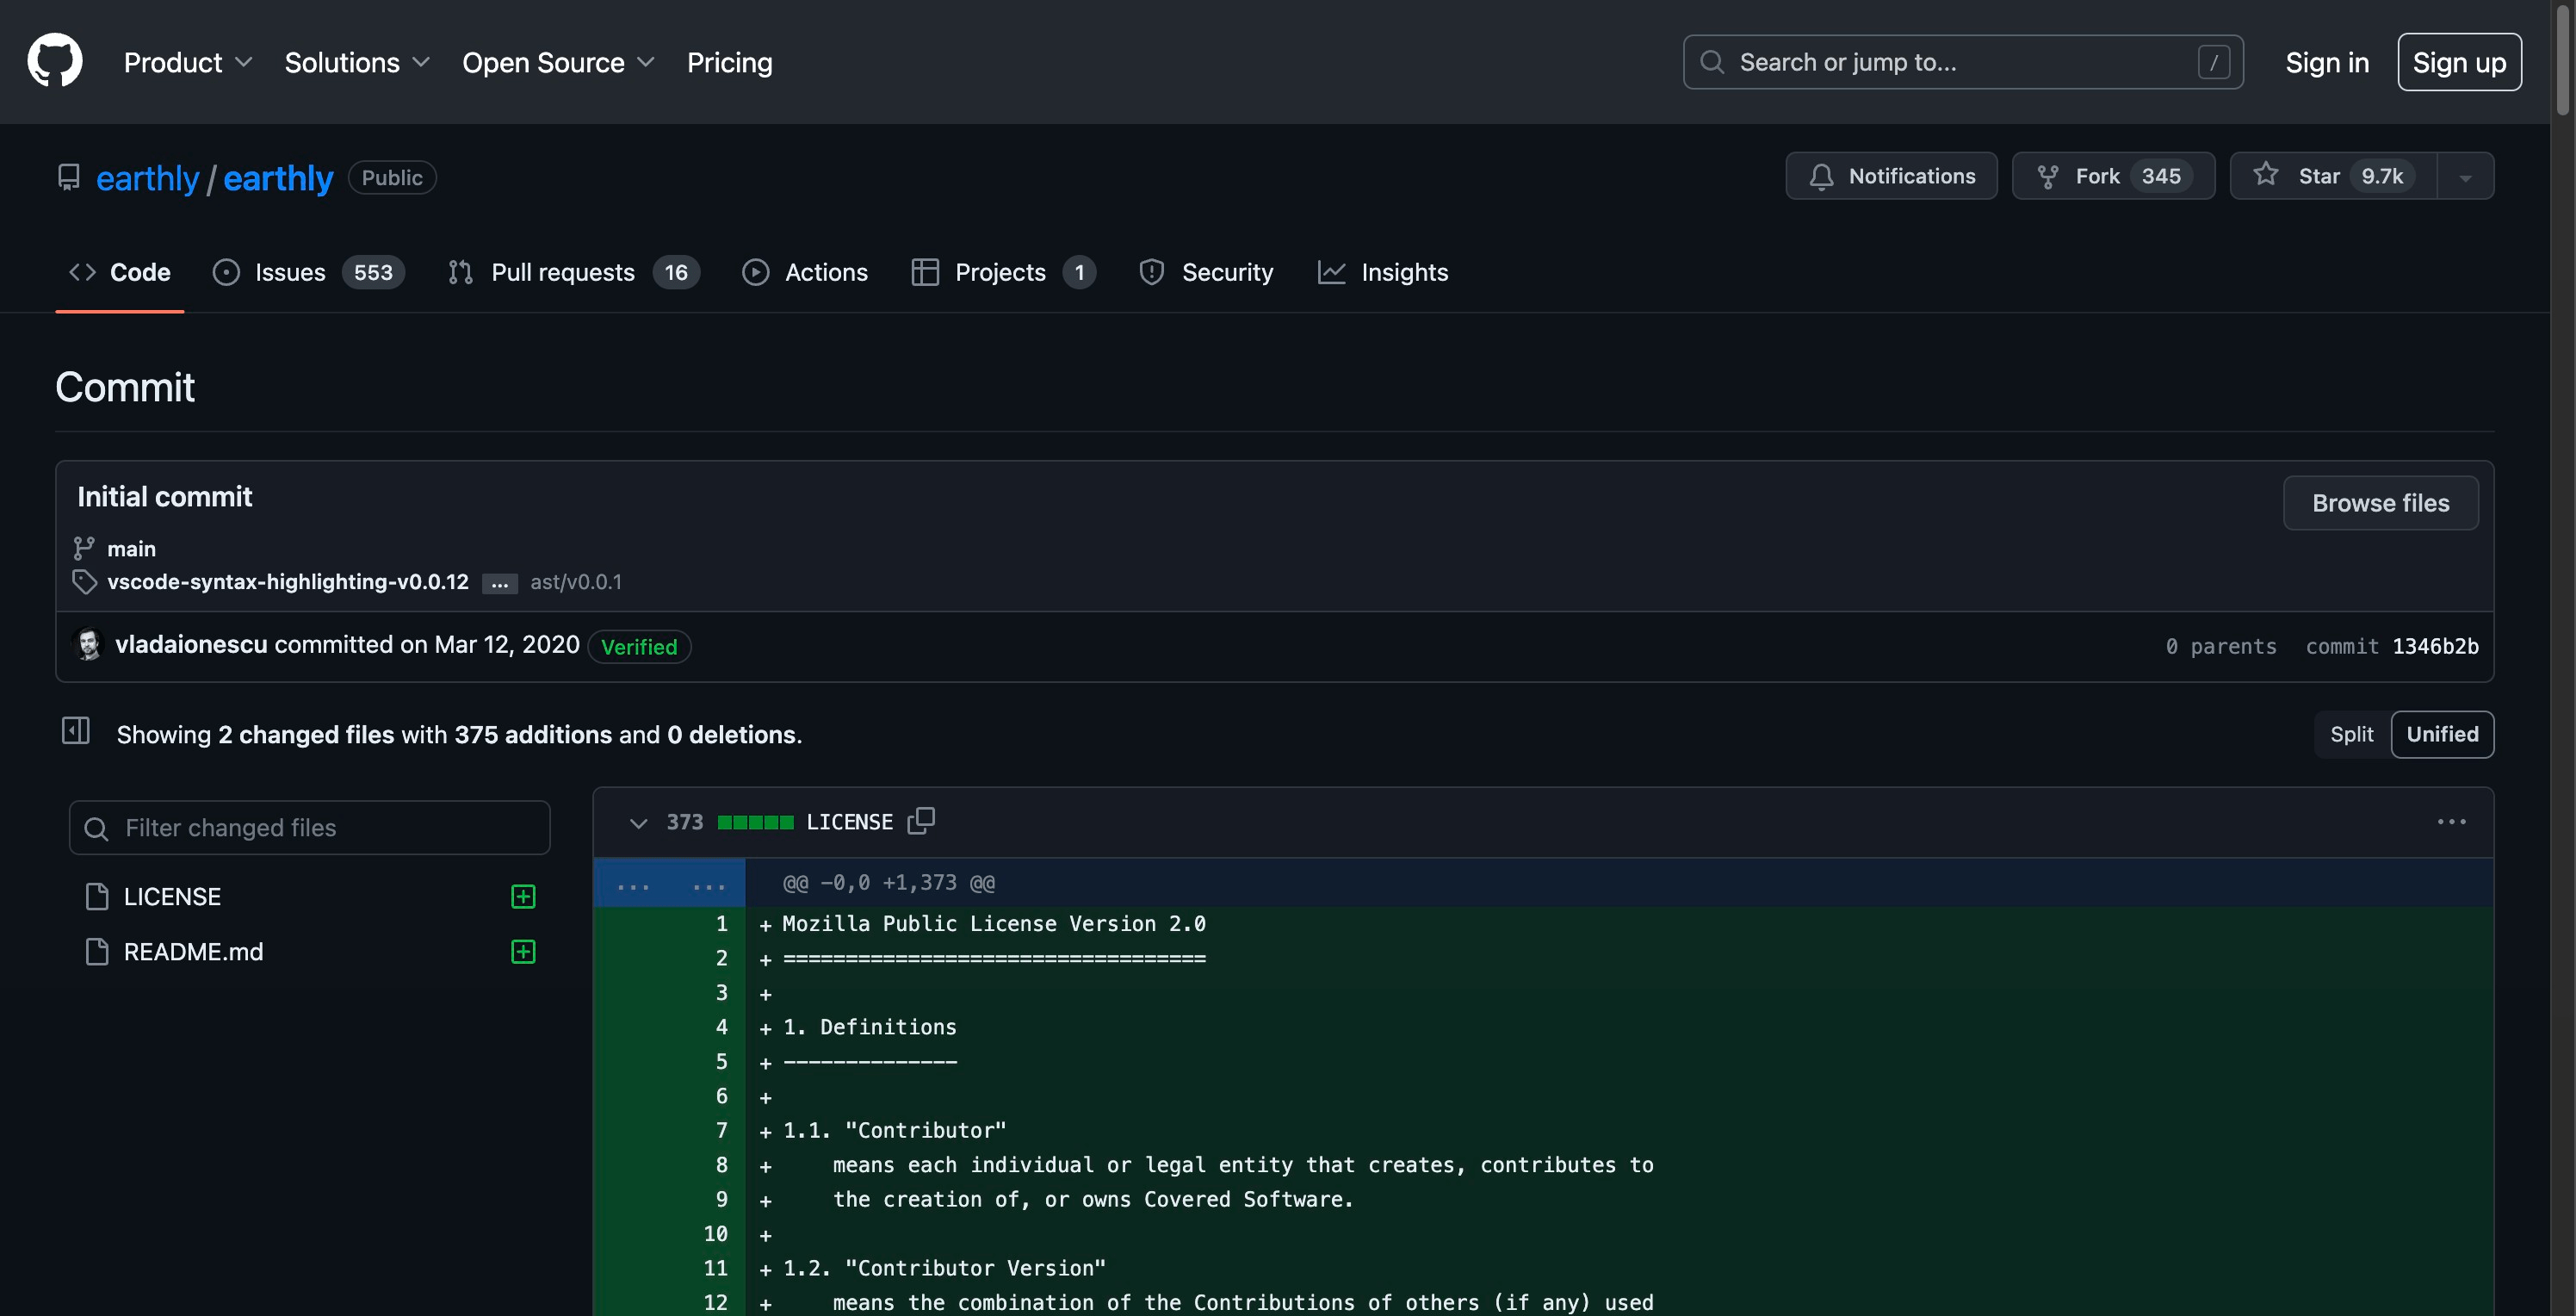 Product Solutions Open Source Pricing Search or jump to... / Sign in Sign up
earthly / earthly Public Notifications Fork 345 Star 9.7k
Code Issues 553 Pull requests 16 Actions Projects 1 Security Insights
Commit
Initial commit Browse files
main
vscode-syntax-highlighting-v0.0.12 ... ast/v0.0.1
vladaionescu committed on Mar 12, 2020 Verified 0 parents commit 1346b2b
Showing 2 changed files with 375 additions and 0 deletions. Split Unified
Filter changed files
LICENSE
README.md
373 LICENSE ...
... ... @@ -0,0 +1,373 @@
1 + Mozilla Public License Version 2.0
2 + ==================================
3 +
4 + 1. Definitions
5 + --------------
6 +
7 + 1.1. "Contributor"
8 + means each individual or legal entity that creates, contributes to
9 + the creation of, or owns Covered Software.
10 +
11 + 1.2. "Contributor Version"
12 + means the combination of the Contributions of others (if any) used